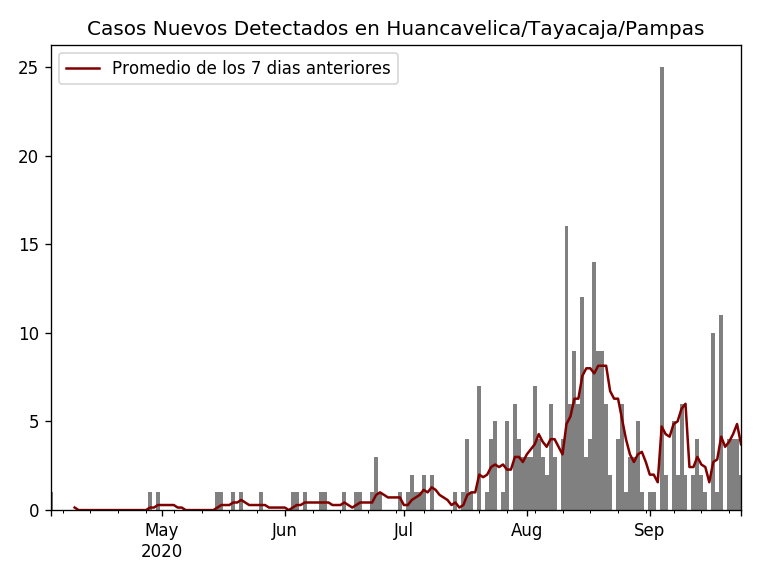 Casos Nuevos Detectados en Huancavelica/Tayacaja/Pampas
Promedio de los 7 dias anteriores
25
20
15
10
5
0
May Jun Jul Aug Sep
2020